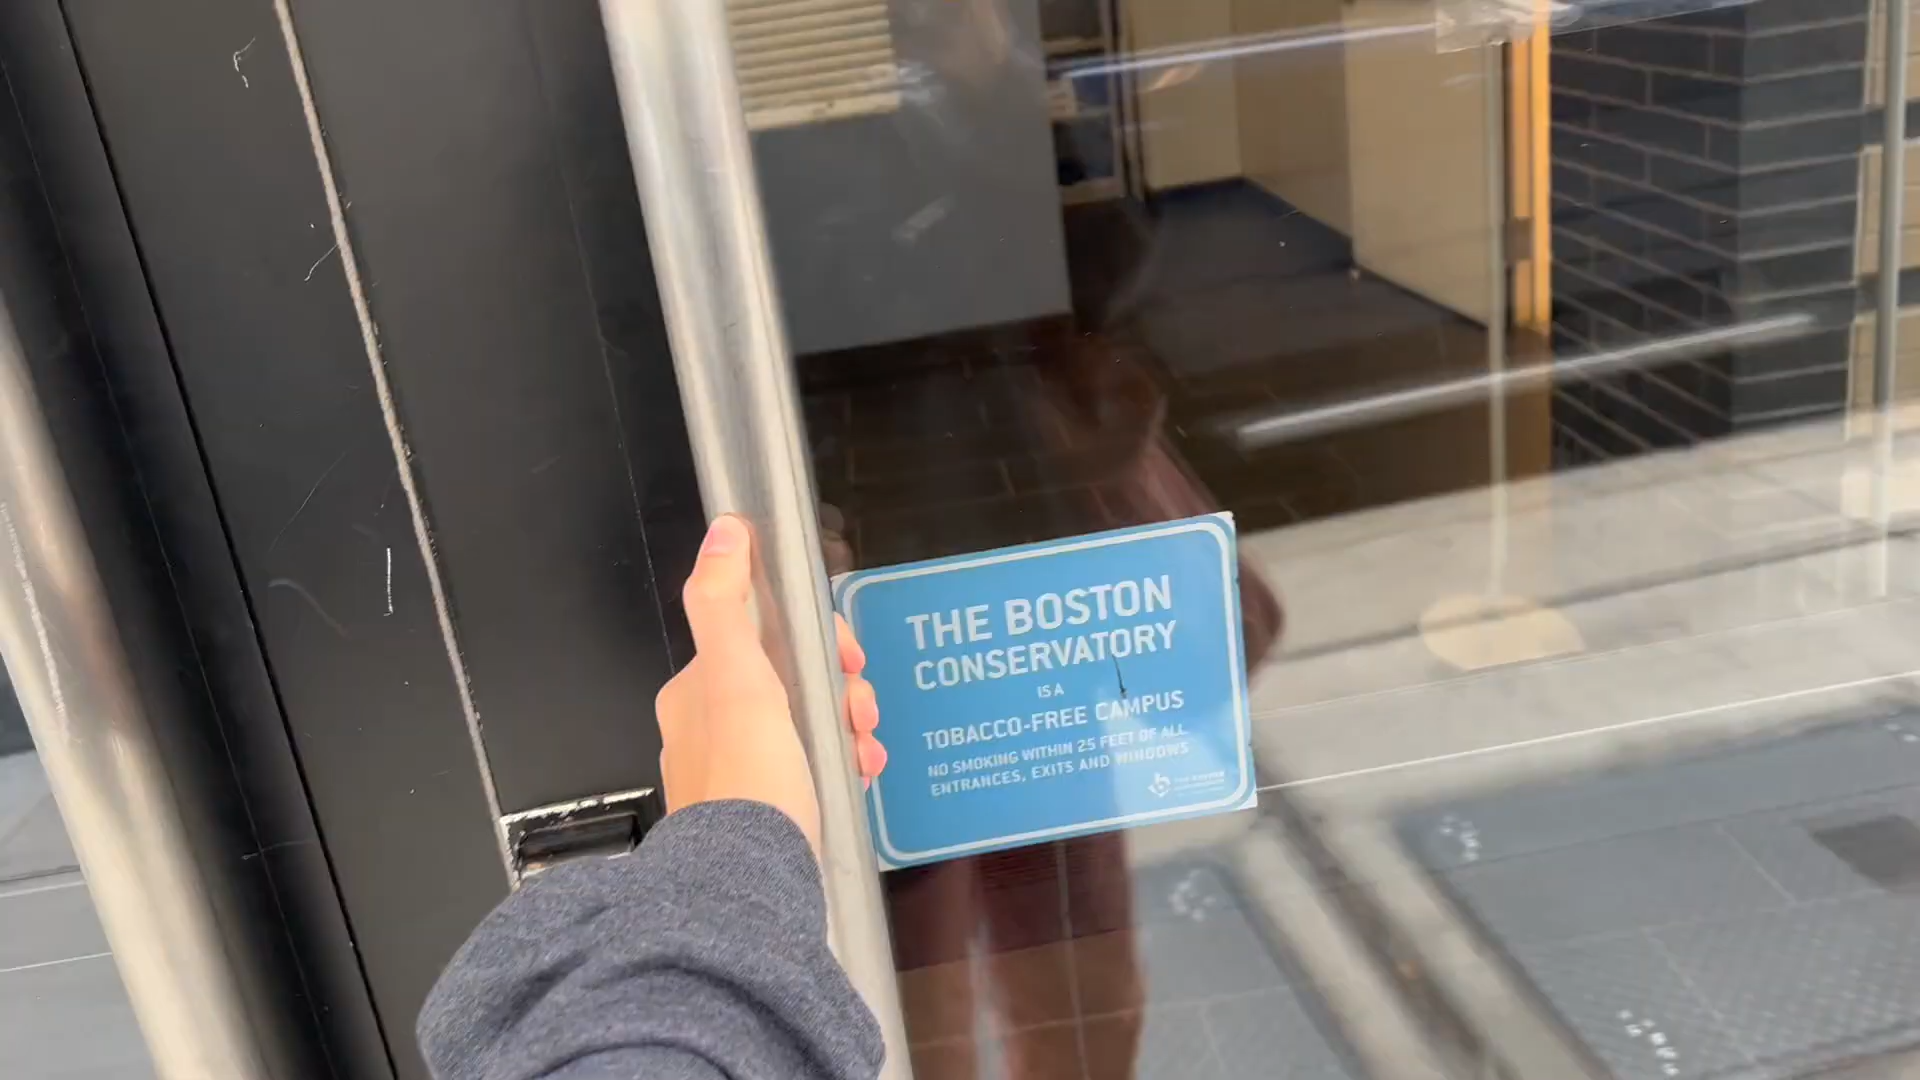 THE BOSTON
CONSERVATORY
IS A
TOBACCO-FREE CAMPUS
NO SMOKING WITHIN 25 FEET OF ALL
ENTRANCES, EXITS AND WINDOWS